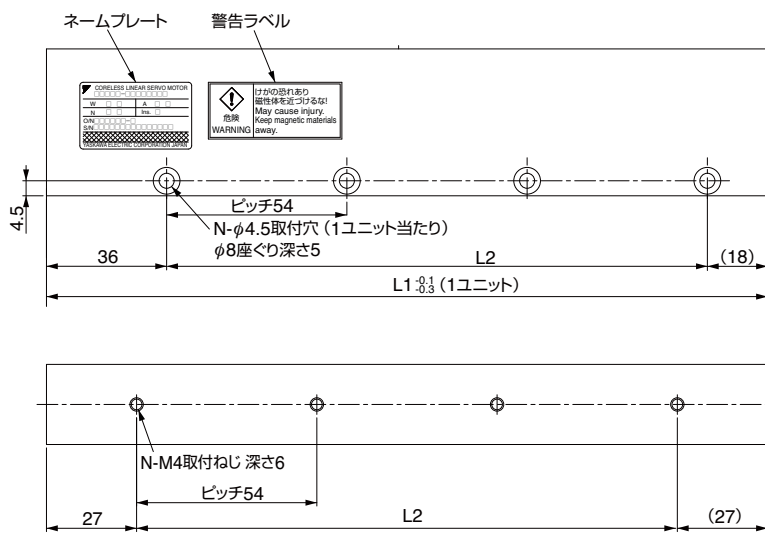 ネームプレート
警告ラベル
CORELESS LINEAR SERVO MOTOR
□□□□□-□□□□□□□□□
W □ □ A □ □
N □ □ Ins. □
O/N□□□□□□-□
S/N□□□□□□□□□□□□□□□
YASKAWA ELECTRIC CORPORATION JAPAN
危険
WARNING
けがの恐れあり
磁性体を近づけるな!
May cause injury.
Keep magnetic materials
away.
4.5
ピッチ54
N-φ4.5取付穴 (1ユニット当たり)
φ8座ぐり深さ5
36
L2
(18)
L1 -0.1 -0.3 (1ユニット)
N-M4取付ねじ 深さ6
ピッチ54
27
L2
(27)